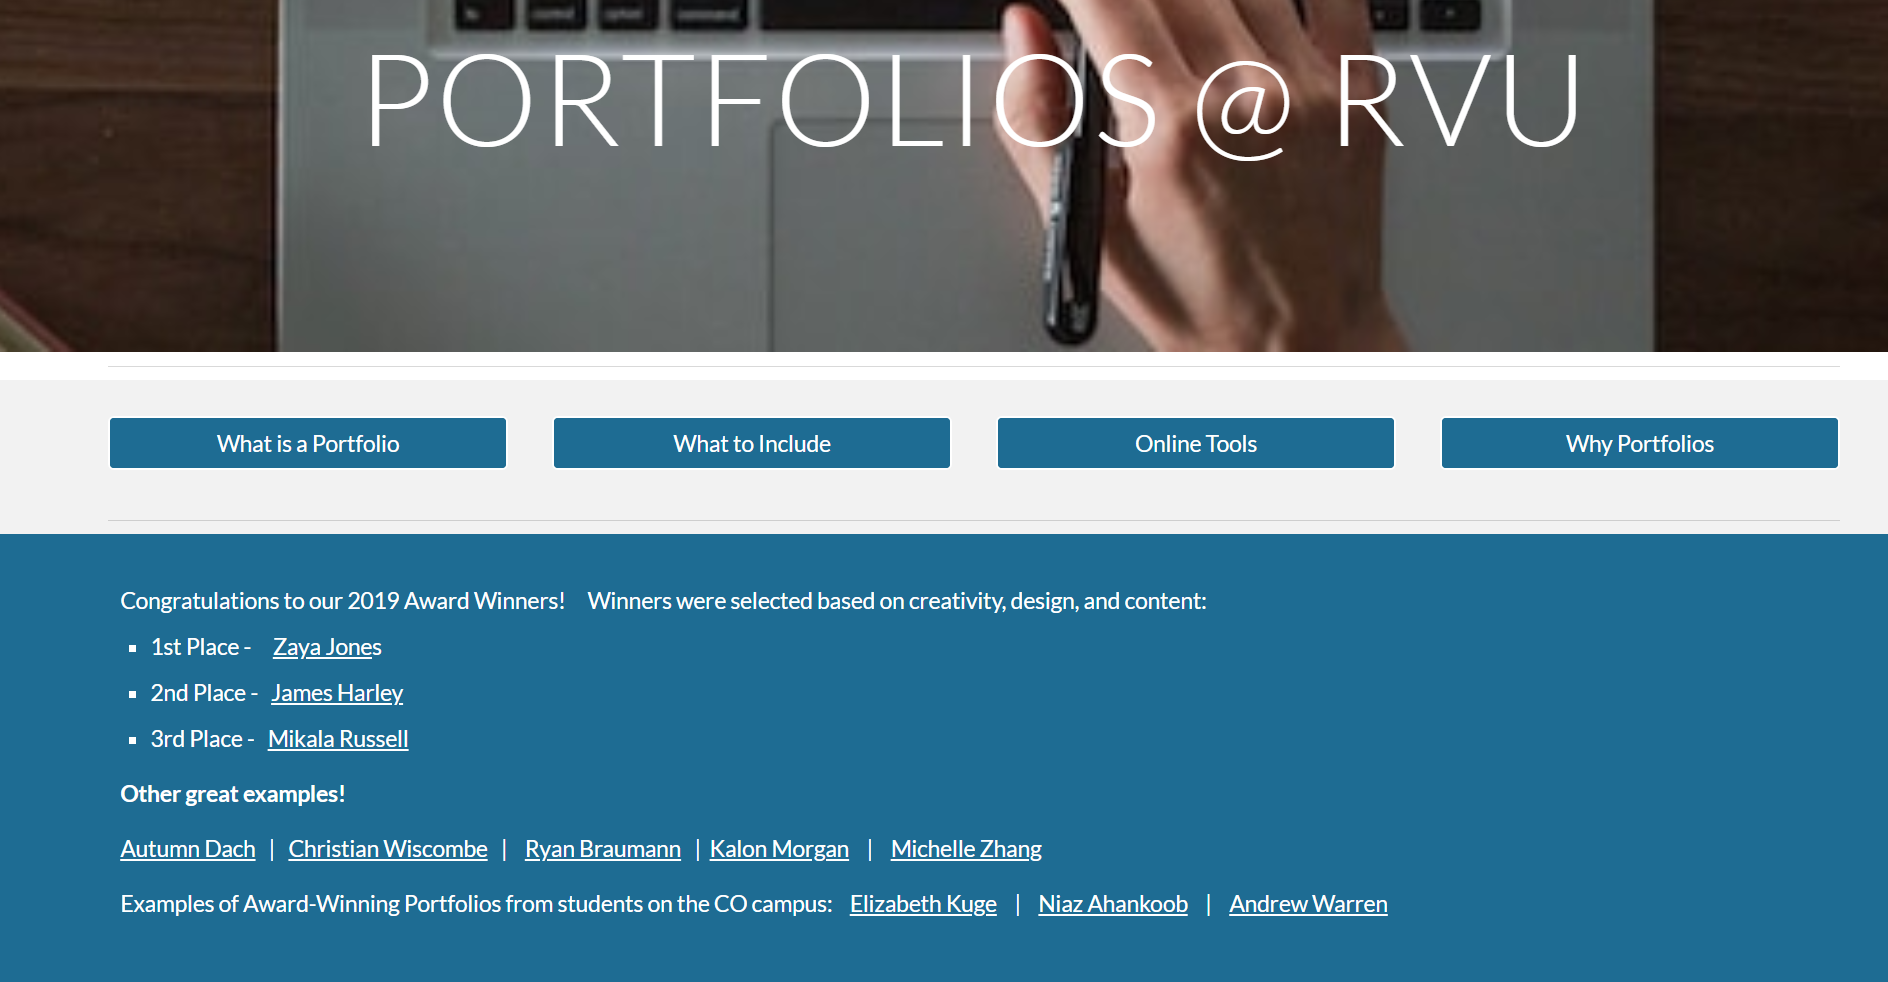 control option command
PORTFOLIOS @ RVU
What is a Portfolio
What to Include
Online Tools
Why Portfolios
Congratulations to our 2019 Award Winners! Winners were selected based on creativity, design, and content:
▪ 1st Place - Zaya Jones
▪ 2nd Place - James Harley
▪ 3rd Place - Mikala Russell
Other great examples!
Autumn Dach | Christian Wiscombe | Ryan Braumann | Kalon Morgan | Michelle Zhang
Examples of Award-Winning Portfolios from students on the CO campus: Elizabeth Kuge | Niaz Ahankoob | Andrew Warren